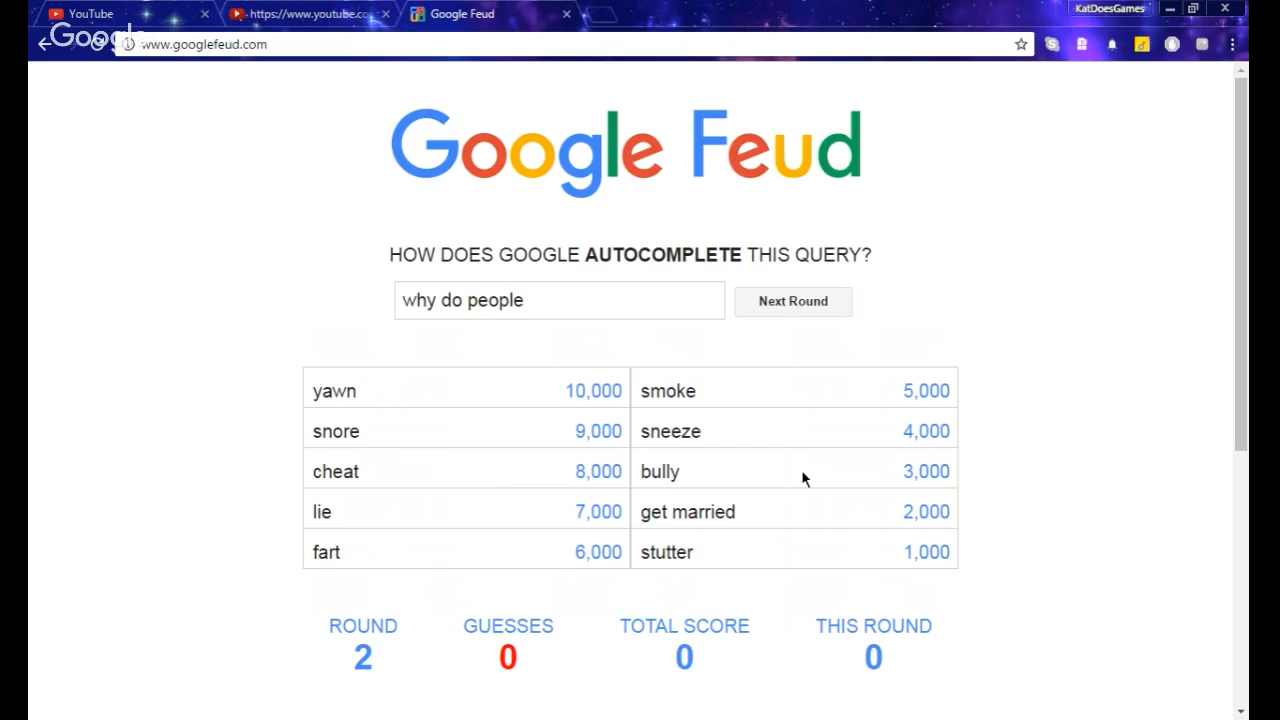 YouTube
https://www.youtube.co
Google Feud
KatDoesGames
Google
www.googlefeud.com
Google Feud
HOW DOES GOOGLE AUTOCOMPLETE THIS QUERY?
why do people
Next Round
yawn 10,000 smoke 5,000
snore 9,000 sneeze 4,000
cheat 8,000 bully 3,000
lie 7,000 get married 2,000
fart 6,000 stutter 1,000
ROUND GUESSES TOTAL SCORE THIS ROUND
2 0 0 0